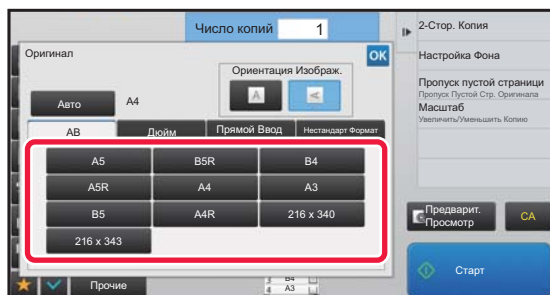 Число копий 1
Оригинал
OK
Ориентация Изображ.
A A
Авто A4
AB Дюйм Прямой Ввод Нестандарт Формат
A5 B5R B4
A5R A4 A3
B5 A4R 216 x 340
216 x 343
Прочие
B4
A3
2-Стор. Копия
Настройка Фона
Пропуск пустой страници
Пропуск Пустой Стр. Оригинала
Масштаб
Увеличить/Уменьшить Копию
Предварит.
Просмотр
CA
Старт